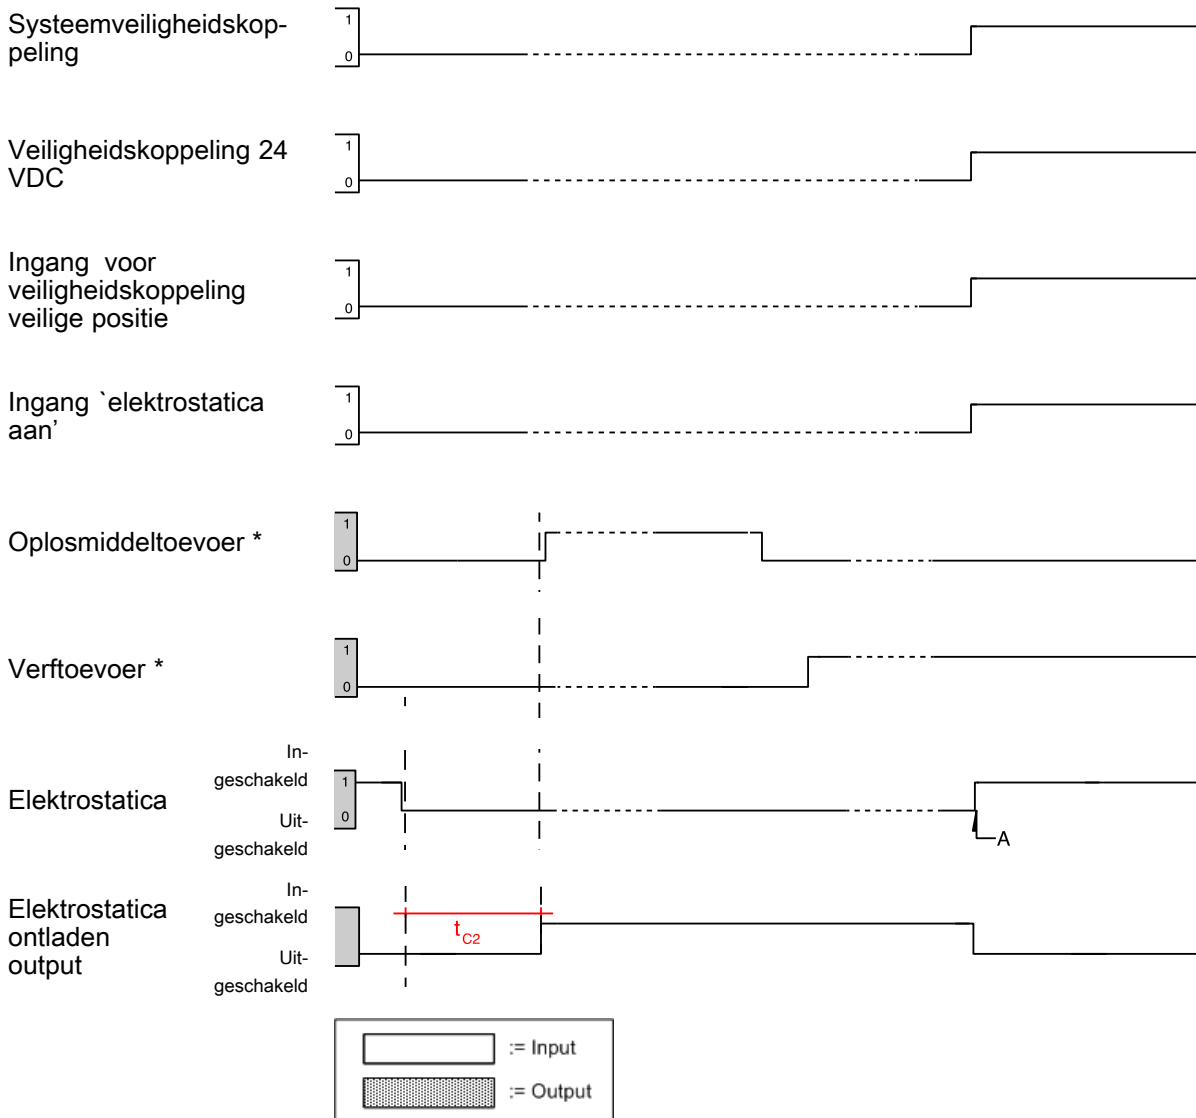 Systeemveiligheidskop-
peling
1
0
Veiligheidskoppeling 24
VDC
1
0
Ingang voor
veiligheidskoppeling
veilige positie
1
0
Ingang `elektrostatica
aan’
1
0
Oplosmiddeltoevoer *
1
0
Verftoevoer *
1
0
Elektrostatica
In-
geschakeld
Uit-
geschakeld
1
0
A
Elektrostatica
ontladen
output
In-
geschakeld
Uit-
geschakeld
tC2
:= Input
:= Output